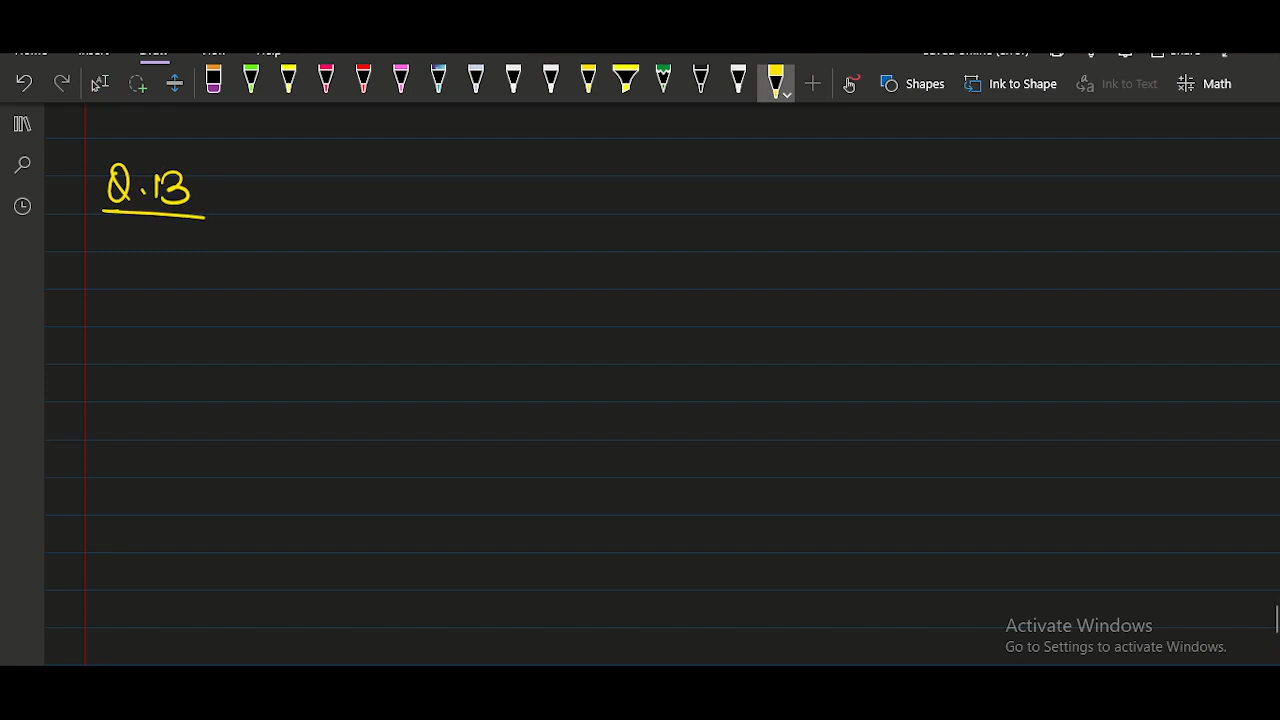 Shapes Ink to Shape Ink to Text Math
Q.13
Activate Windows
Go to Settings to activate Windows.